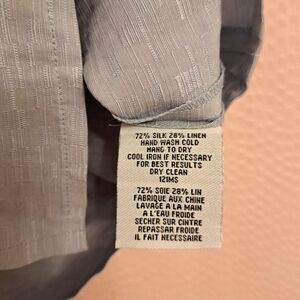 72% SILK 28% LINEN
HAND WASH COLD
HANG TO DRY
COOL IRON IF NECESSARY
FOR BEST RESULTS
DRY CLEAN
121MS
72% SOIE 28% LIN
FABRIQUE AUX CHINE
LAVAGE A LA MAIN
A L'EAU FROIDE
SECHER SUR CINTRE
REPASSAR FROIDE
IL FAIT NECESSAIRE